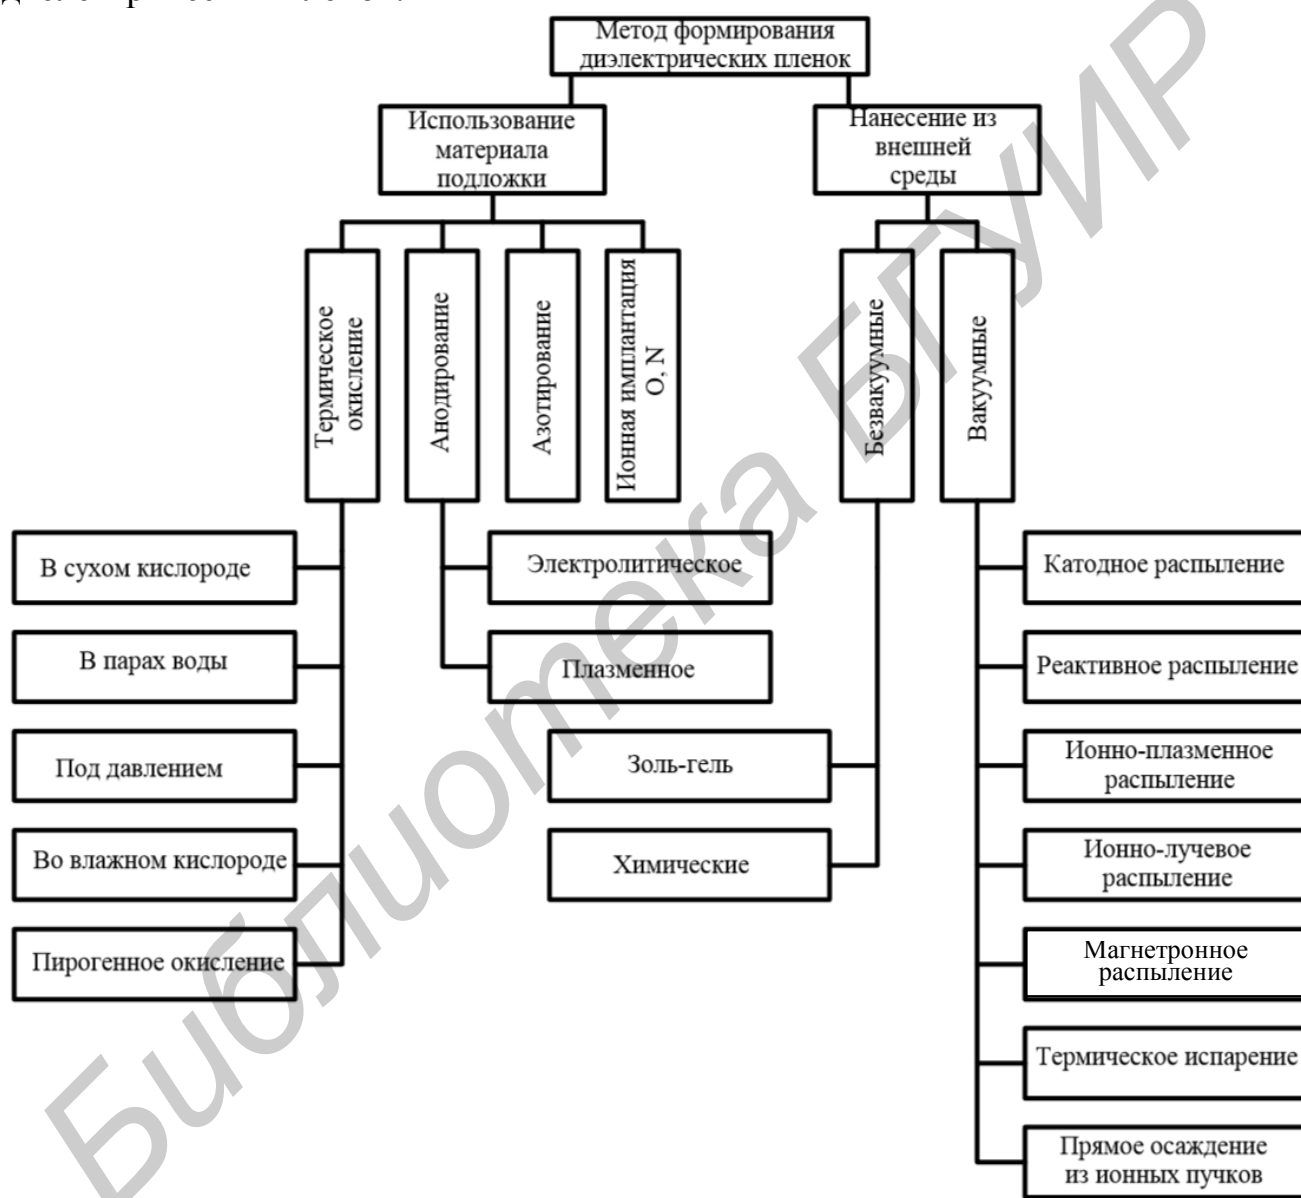 Метод формирования
диэлектрических пленок
Использование
материала
подложки
Нанесение из
внешней
среды
Термическое
окисление
Анодирование
Азотирование
Ионная имплантация
O, N
Безвакуумные
Вакуумные
В сухом кислороде
В парах воды
Под давлением
Во влажном кислороде
Пирогенное окисление
Электролитическое
Плазменное
Золь-гель
Химические
Катодное распыление
Реактивное распыление
Ионно-плазменное
распыление
Ионно-лучевое
распыление
Магнетронное
распыление
Термическое испарение
Прямое осаждение
из ионных пучков
Библиотека БГУИР